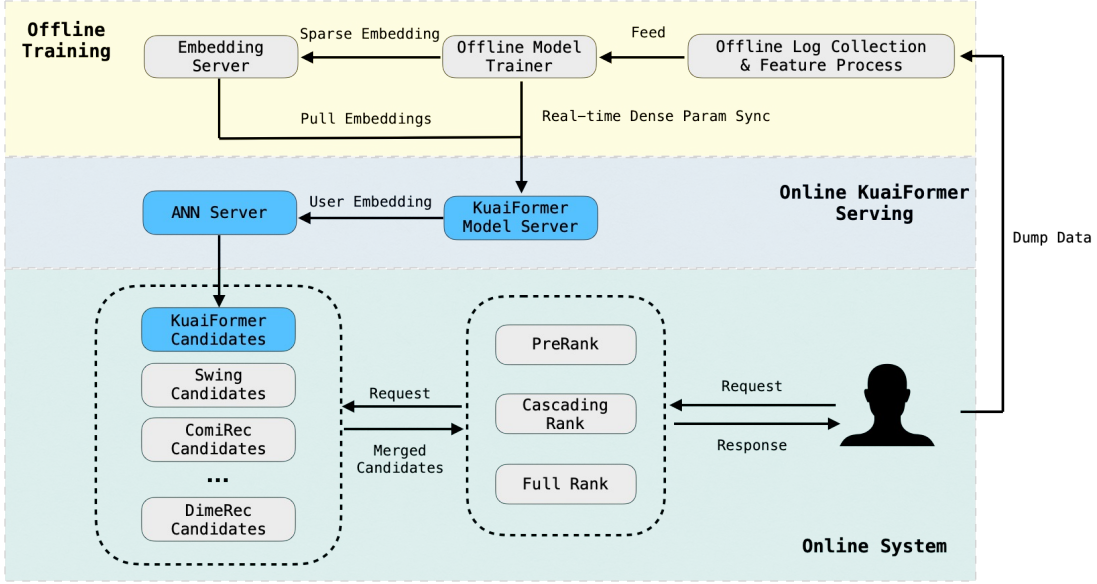 Offline
Training
Embedding
Server
Sparse Embedding
Offline Model
Trainer
Feed
Offline Log Collection
& Feature Process
Pull Embeddings
Real-time Dense Param Sync
ANN Server
User Embedding
KuaiFormer
Model Server
Online KuaiFormer
Serving
Dump Data
KuaiFormer
Candidates
Swing
Candidates
ComiRec
Candidates
...
DimeRec
Candidates
Request
Merged
Candidates
PreRank
Cascading
Rank
Full Rank
Request
Response
Online System